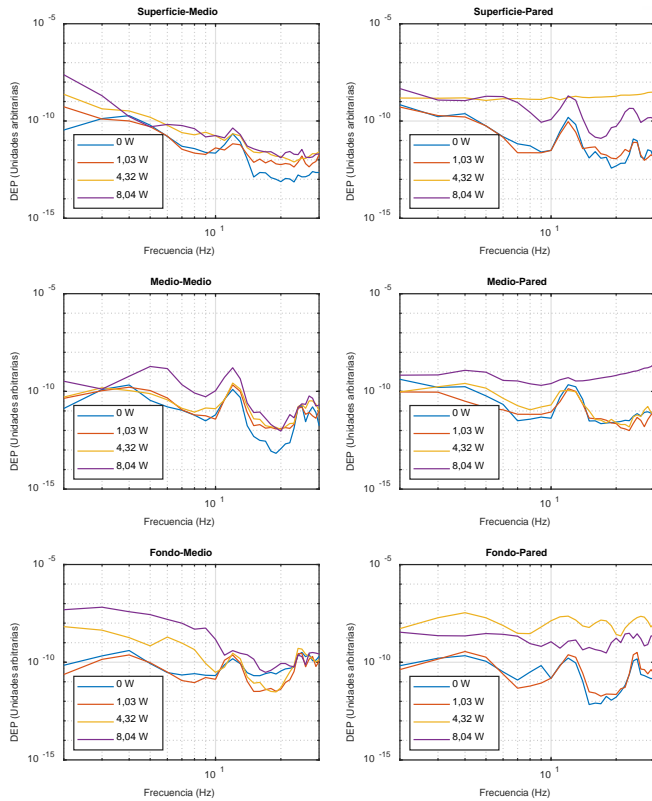 Superficie-Medio
10 -5
10 -10
10 -15
DEP (Unidades arbitrarias)
0 W
1,03 W
4,32 W
8,04 W
10 -1
Frecuencia (Hz)
Superficie-Pared
10 -5
10 -10
10 -15
DEP (Unidades arbitrarias)
0 W
1,03 W
4,32 W
8,04 W
10 -1
Frecuencia (Hz)
Medio-Medio
10 -5
10 -10
10 -15
DEP (Unidades arbitrarias)
0 W
1,03 W
4,32 W
8,04 W
10 -1
Frecuencia (Hz)
Medio-Pared
10 -5
10 -10
10 -15
DEP (Unidades arbitrarias)
0 W
1,03 W
4,32 W
8,04 W
10 -1
Frecuencia (Hz)
Fondo-Medio
10 -5
10 -10
10 -15
DEP (Unidades arbitrarias)
0 W
1,03 W
4,32 W
8,04 W
10 -1
Frecuencia (Hz)
Fondo-Pared
10 -5
10 -10
10 -15
DEP (Unidades arbitrarias)
0 W
1,03 W
4,32 W
8,04 W
10 -1
Frecuencia (Hz)